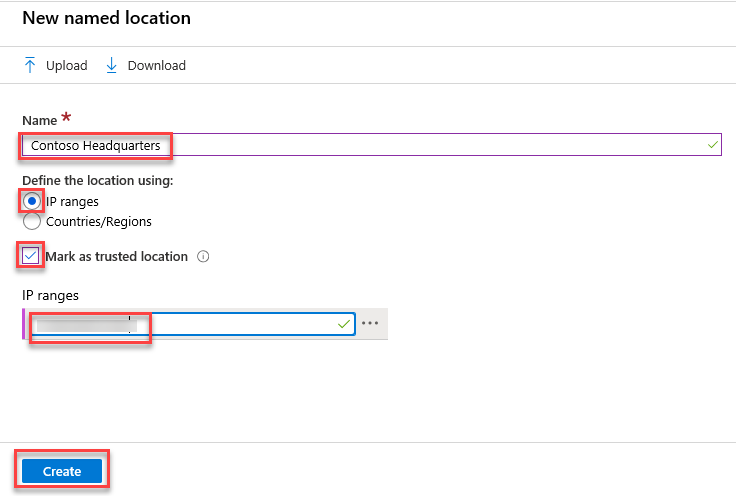 New named location
Upload Download
Name *
Contoso Headquarters
Define the location using:
IP ranges
Countries/Regions
Mark as trusted location
IP ranges
Create